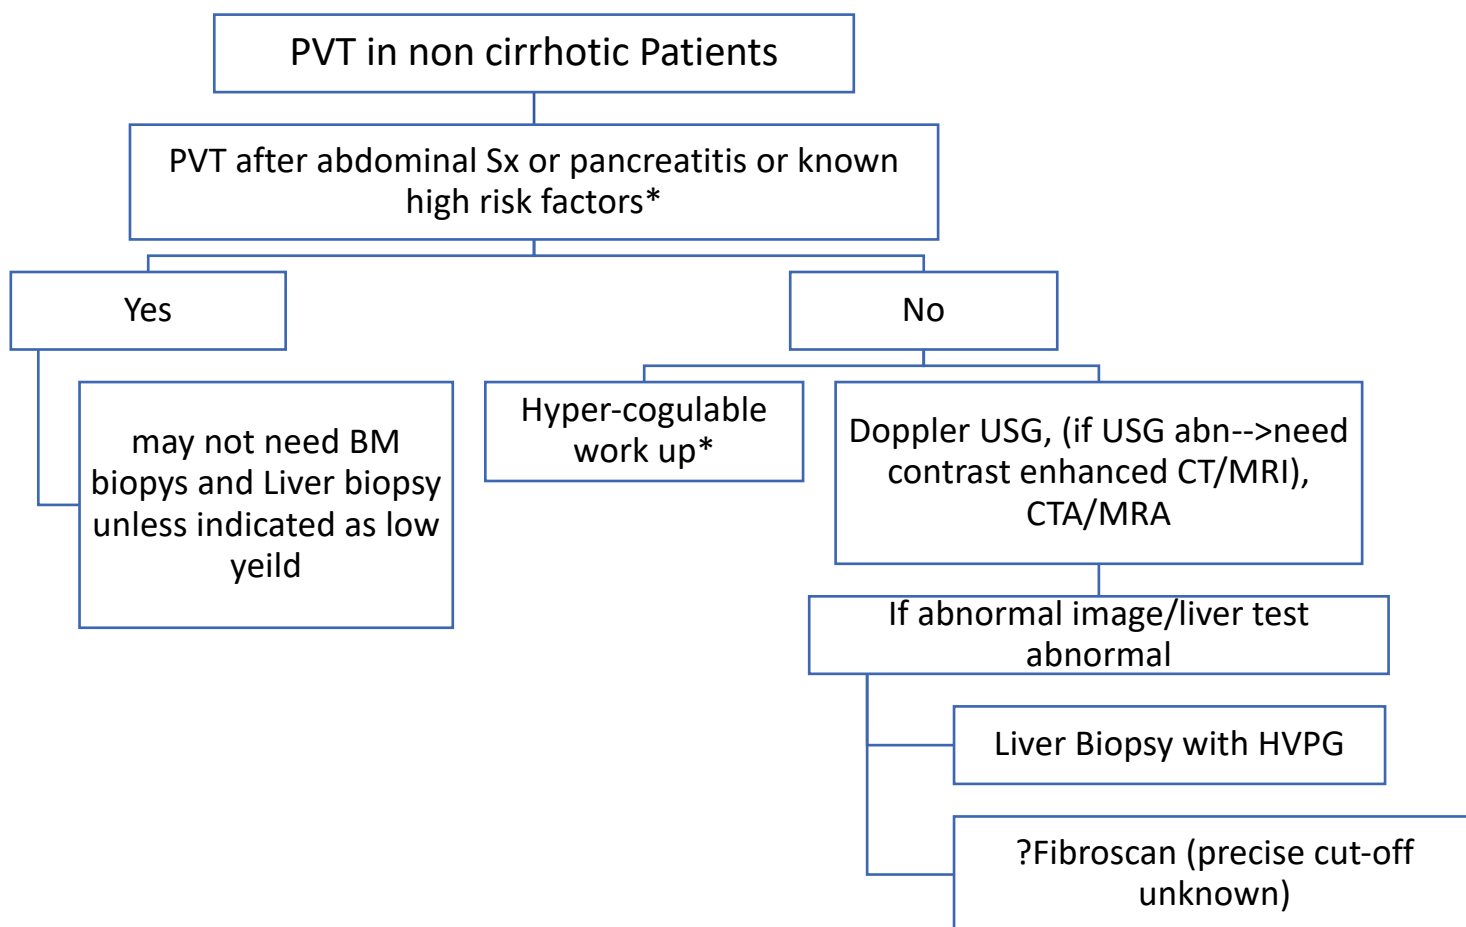 PVT in non cirrhotic Patients
PVT after abdominal Sx or pancreatitis or known
high risk factors*
Yes
No
may not need BM
biopys and Liver biopsy
unless indicated as low
yeild
Hyper-cogulable
work up*
Doppler USG, (if USG abn-->need
contrast enhanced CT/MRI),
CTA/MRA
If abnormal image/liver test
abnormal
Liver Biopsy with HVPG
?Fibroscan (precise cut-off
unknown)